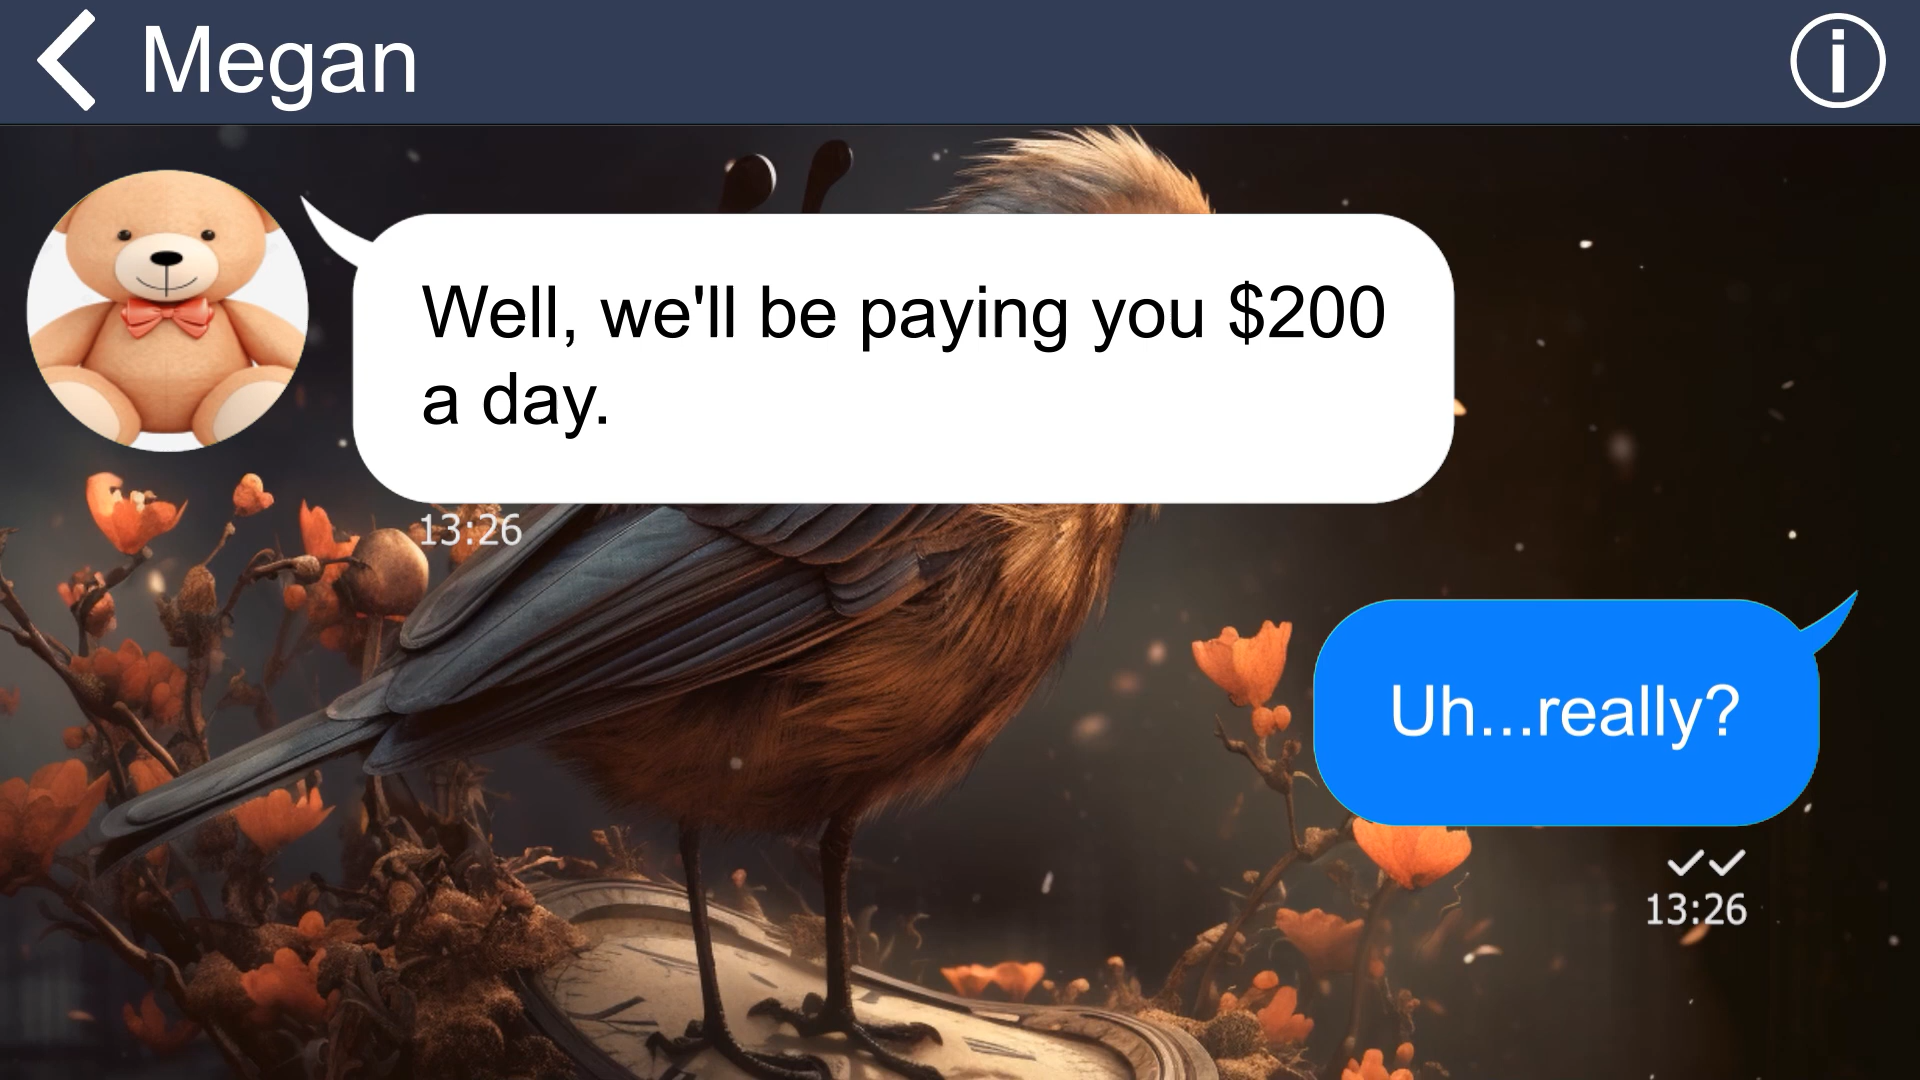 Megan
Well, we'll be paying you $200
a day.
13:26
Uh...really?
13:26